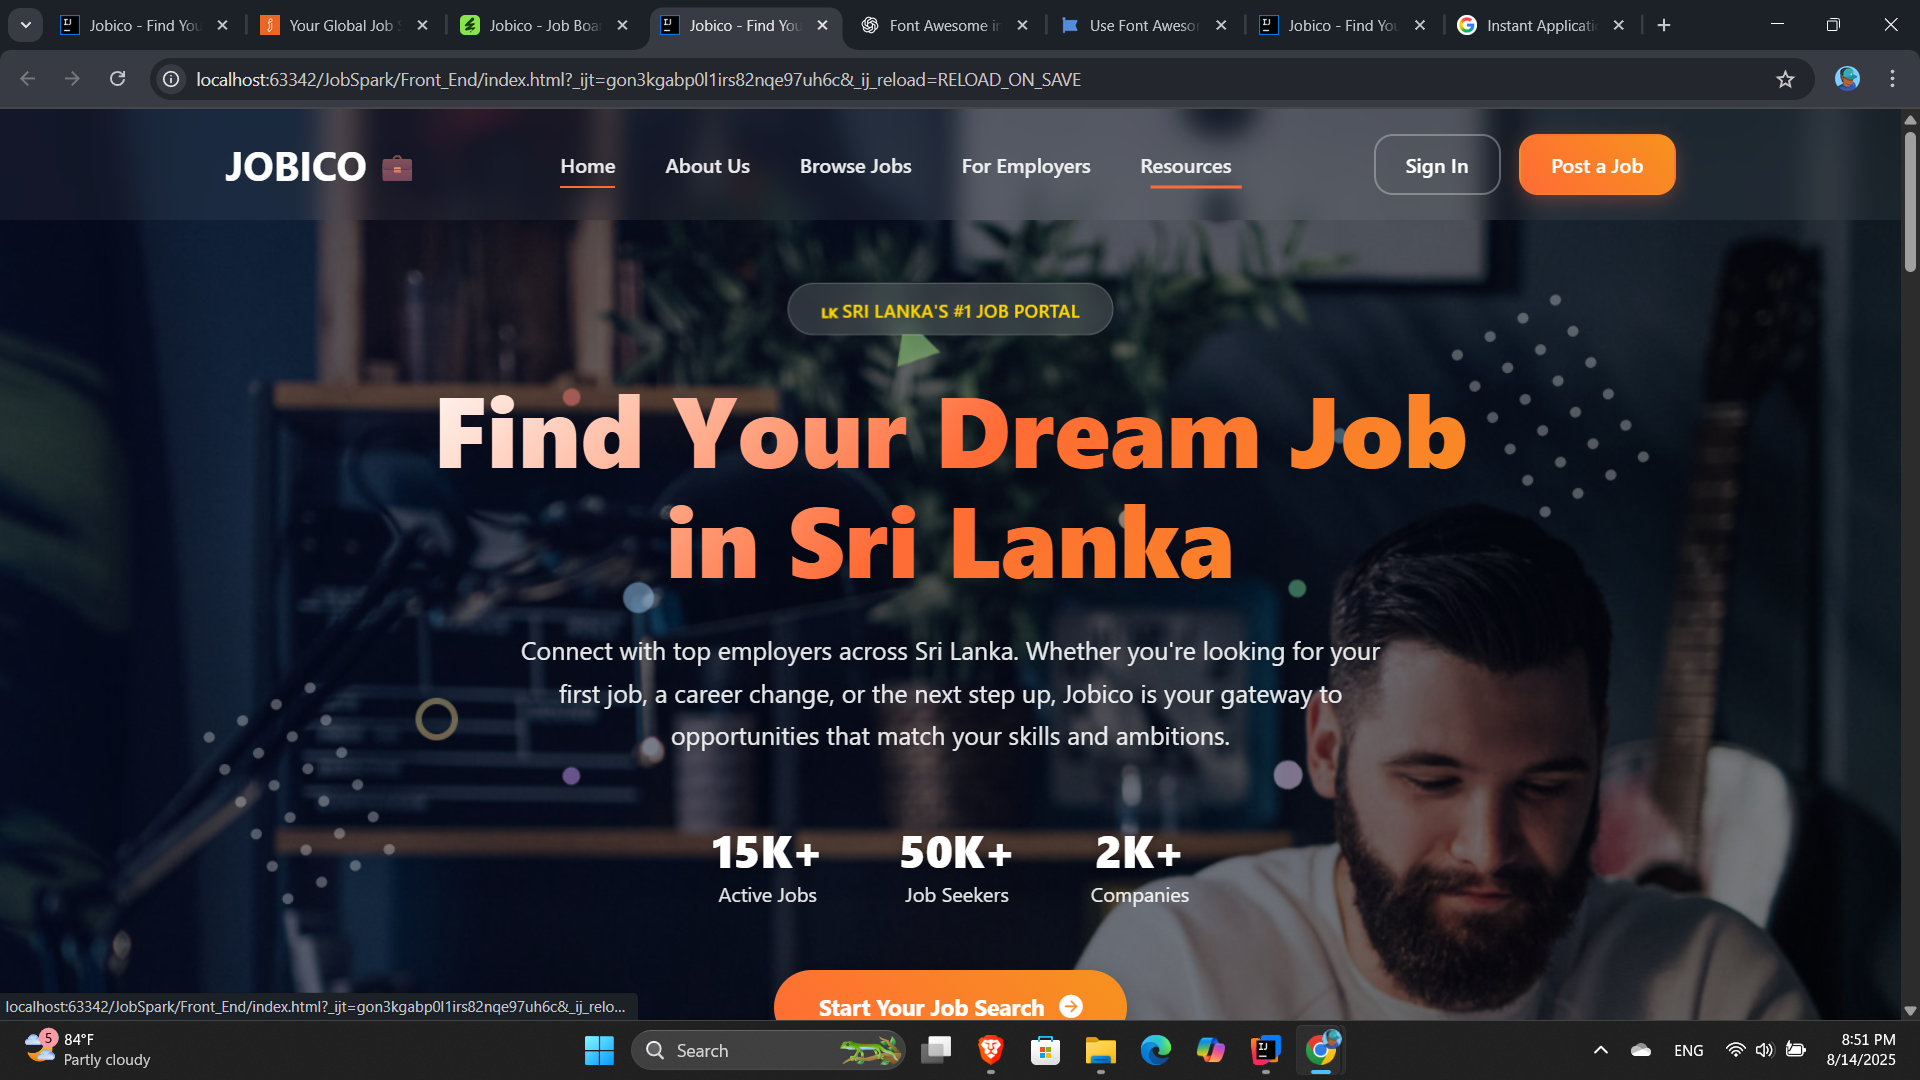 Jobico - Find You
Your Global Job S
Jobico - Job Boar
Jobico - Find You
Font Awesome in
Use Font Awesor
Jobico - Find You
Instant Applicati
localhost:63342/JobSpark/Front_End/index.html?_ijt=gon3kgabp0l1irs82nqe97uh6c&_ij_reload=RELOAD_ON_SAVE
JOBICO
Home
About Us
Browse Jobs
For Employers
Resources
Sign In
Post a Job
LK SRI LANKA'S #1 JOB PORTAL
Find Your Dream Job
in Sri Lanka
Connect with top employers across Sri Lanka. Whether you're looking for your
first job, a career change, or the next step up, Jobico is your gateway to
opportunities that match your skills and ambitions.
15K+
Active Jobs
50K+
Job Seekers
2K+
Companies
Start Your Job Search
localhost:63342/JobSpark/Front_End/index.html?_ijt=gon3kgabp0l1irs82nqe97uh6c&_ij_relo...
5
84°F
Partly cloudy
Search
ENG
8:51 PM
8/14/2025